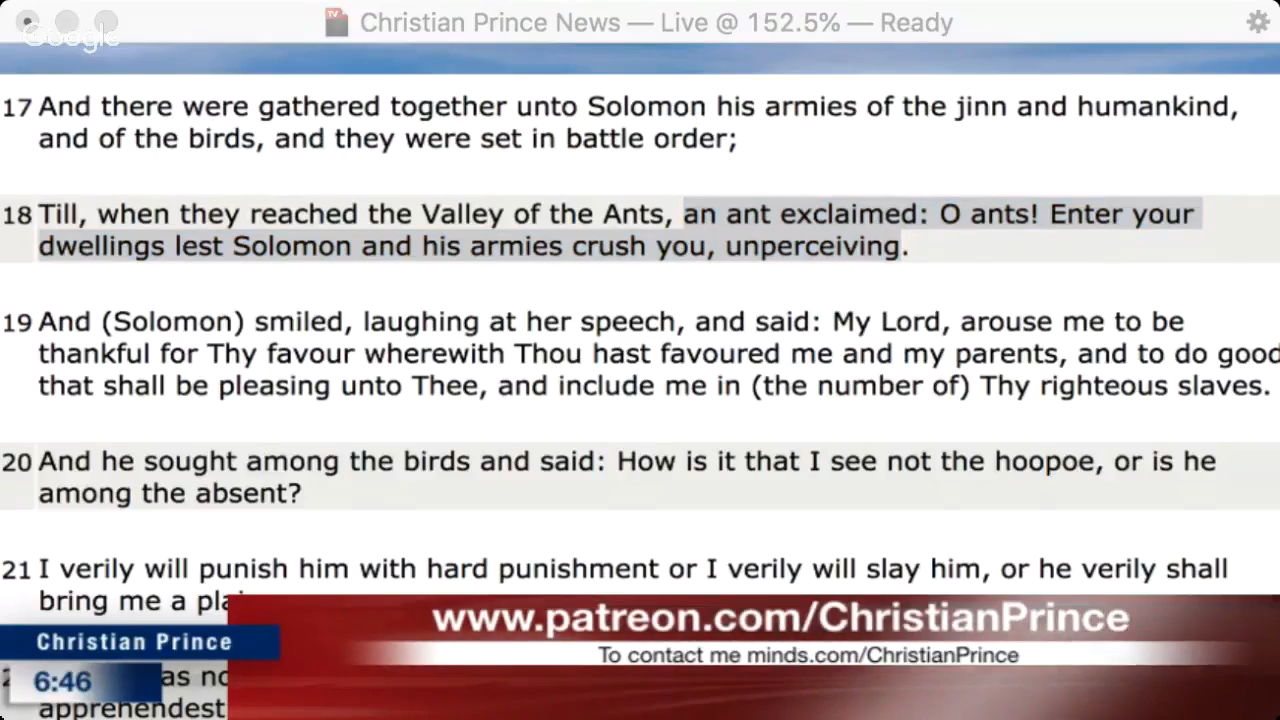 Christian Prince News — Live @ 152.5% — Ready
Google
17 And there were gathered together unto Solomon his armies of the jinn and humankind,
and of the birds, and they were set in battle order;
18 Till, when they reached the Valley of the Ants, an ant exclaimed: O ants! Enter your
dwellings lest Solomon and his armies crush you, unperceiving.
19 And (Solomon) smiled, laughing at her speech, and said: My Lord, arouse me to be
thankful for Thy favour wherewith Thou hast favoured me and my parents, and to do good
that shall be pleasing unto Thee, and include me in (the number of) Thy righteous slaves.
20 And he sought among the birds and said: How is it that I see not the hoopoe, or is he
among the absent?
21 I verily will punish him with hard punishment or I verily will slay him, or he verily shall
bring me a
www.patreon.com/ChristianPrince
Christian Prince
To contact me minds.com/ChristianPrince
6:46
apprehendest